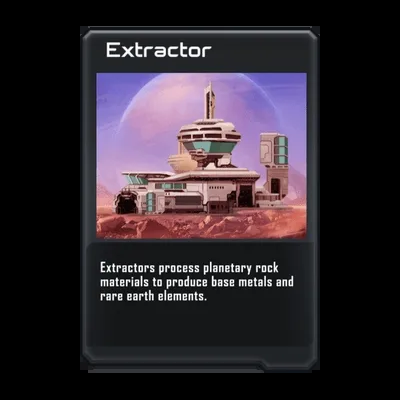 Extractor
Extractors process planetary rock
materials to produce base metals and
rare earth elements.